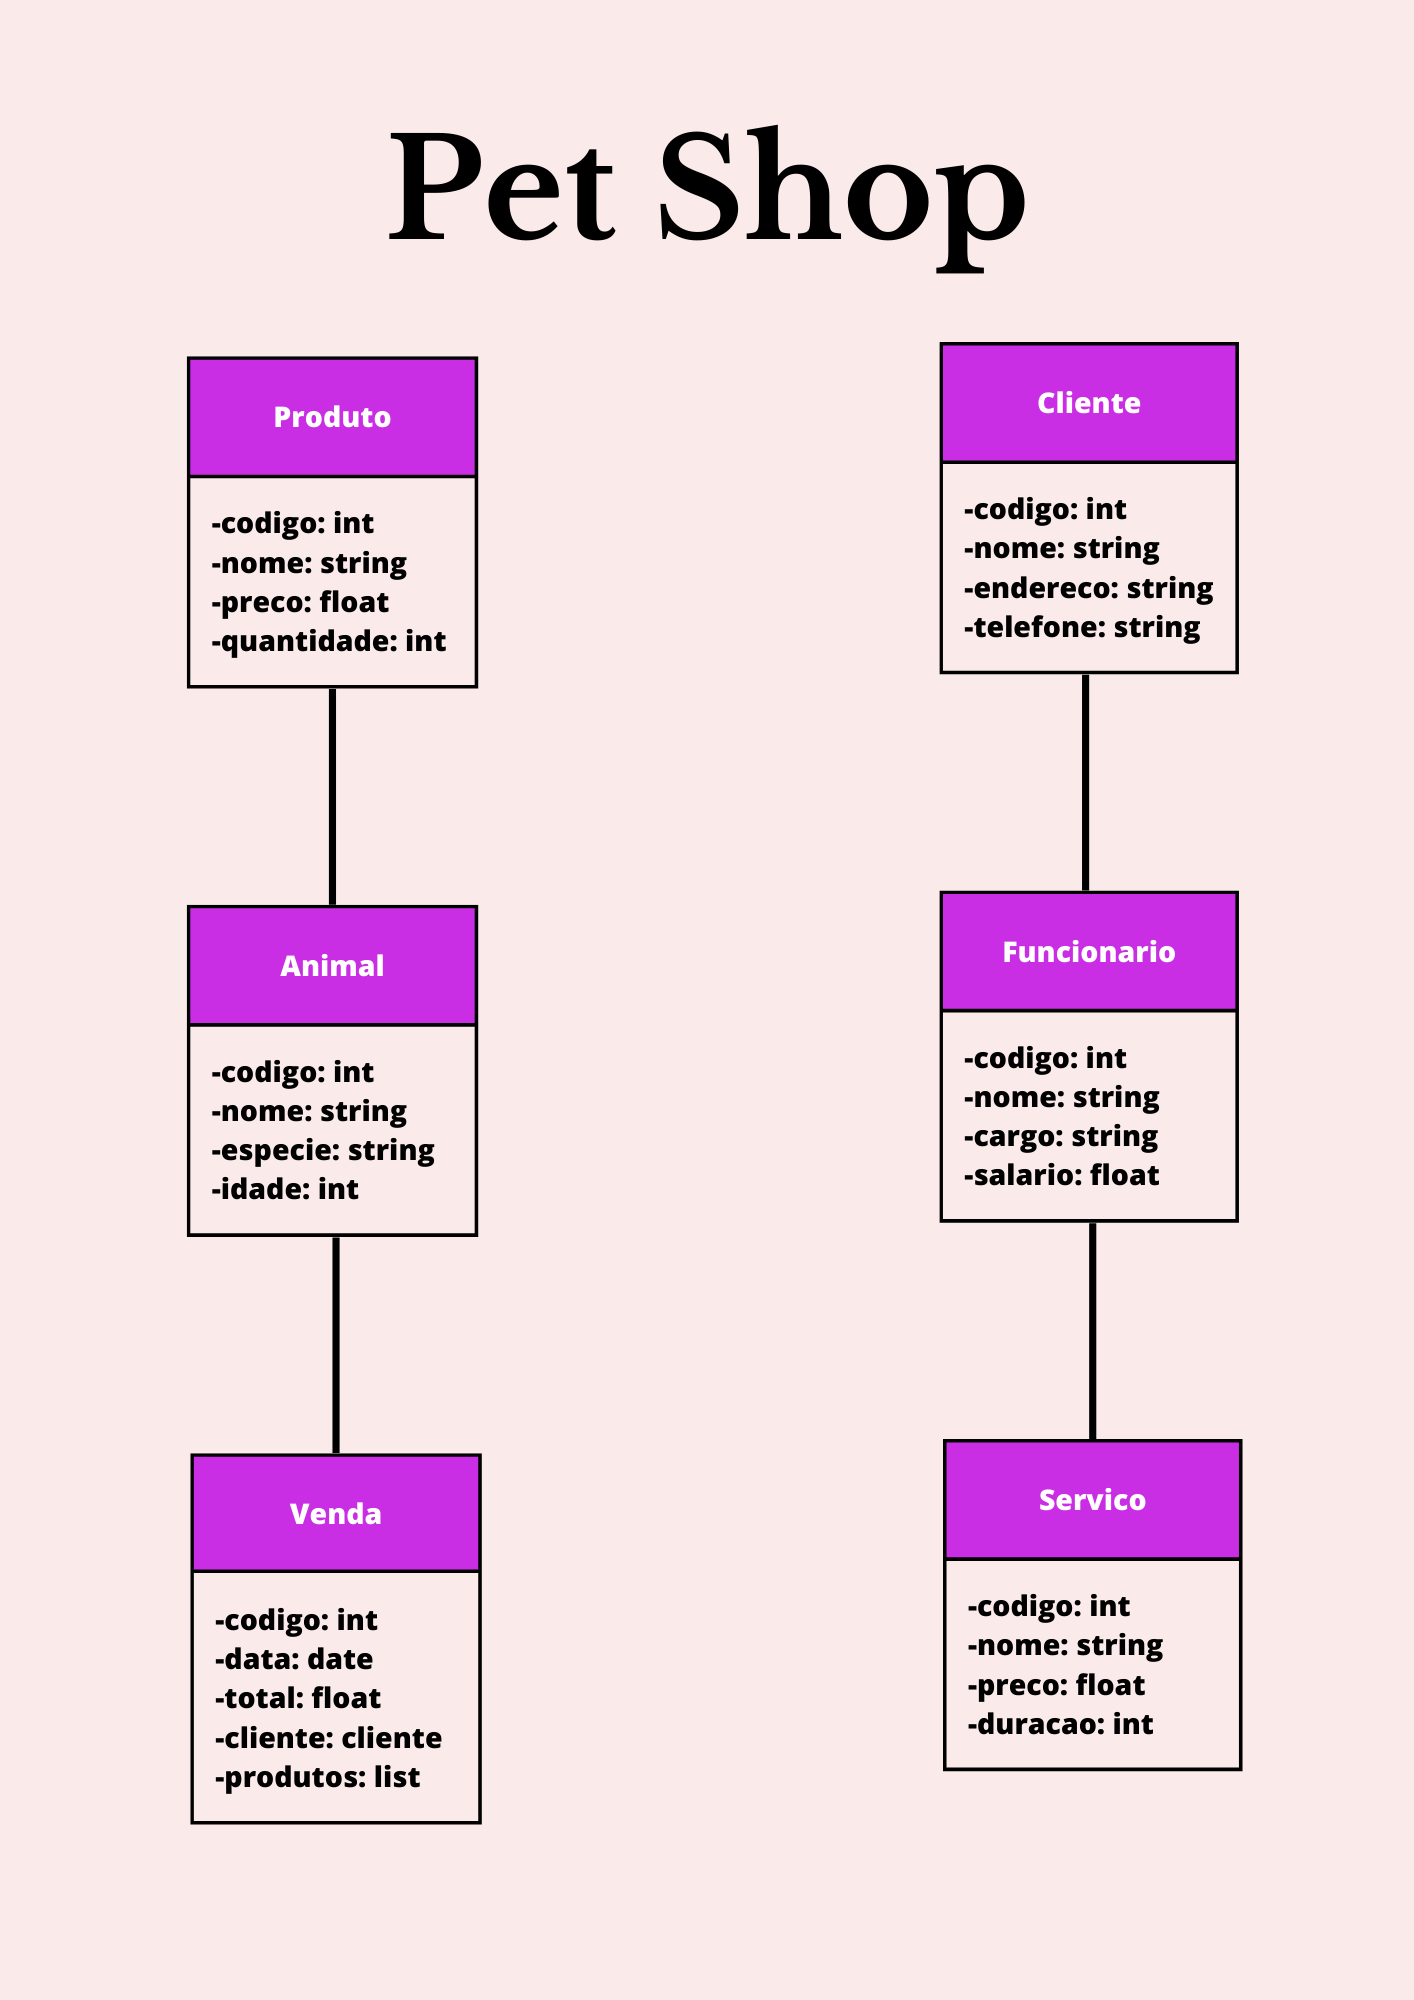 Pet Shop
Produto
-codigo: int
-nome: string
-preco: float
-quantidade: int
Cliente
-codigo: int
-nome: string
-endereco: string
-telefone: string
Animal
-codigo: int
-nome: string
-especie: string
-idade: int
Funcionario
-codigo: int
-nome: string
-cargo: string
-salario: float
Venda
-codigo: int
-data: date
-total: float
-cliente: cliente
-produtos: list
Servico
-codigo: int
-nome: string
-preco: float
-duracao: int